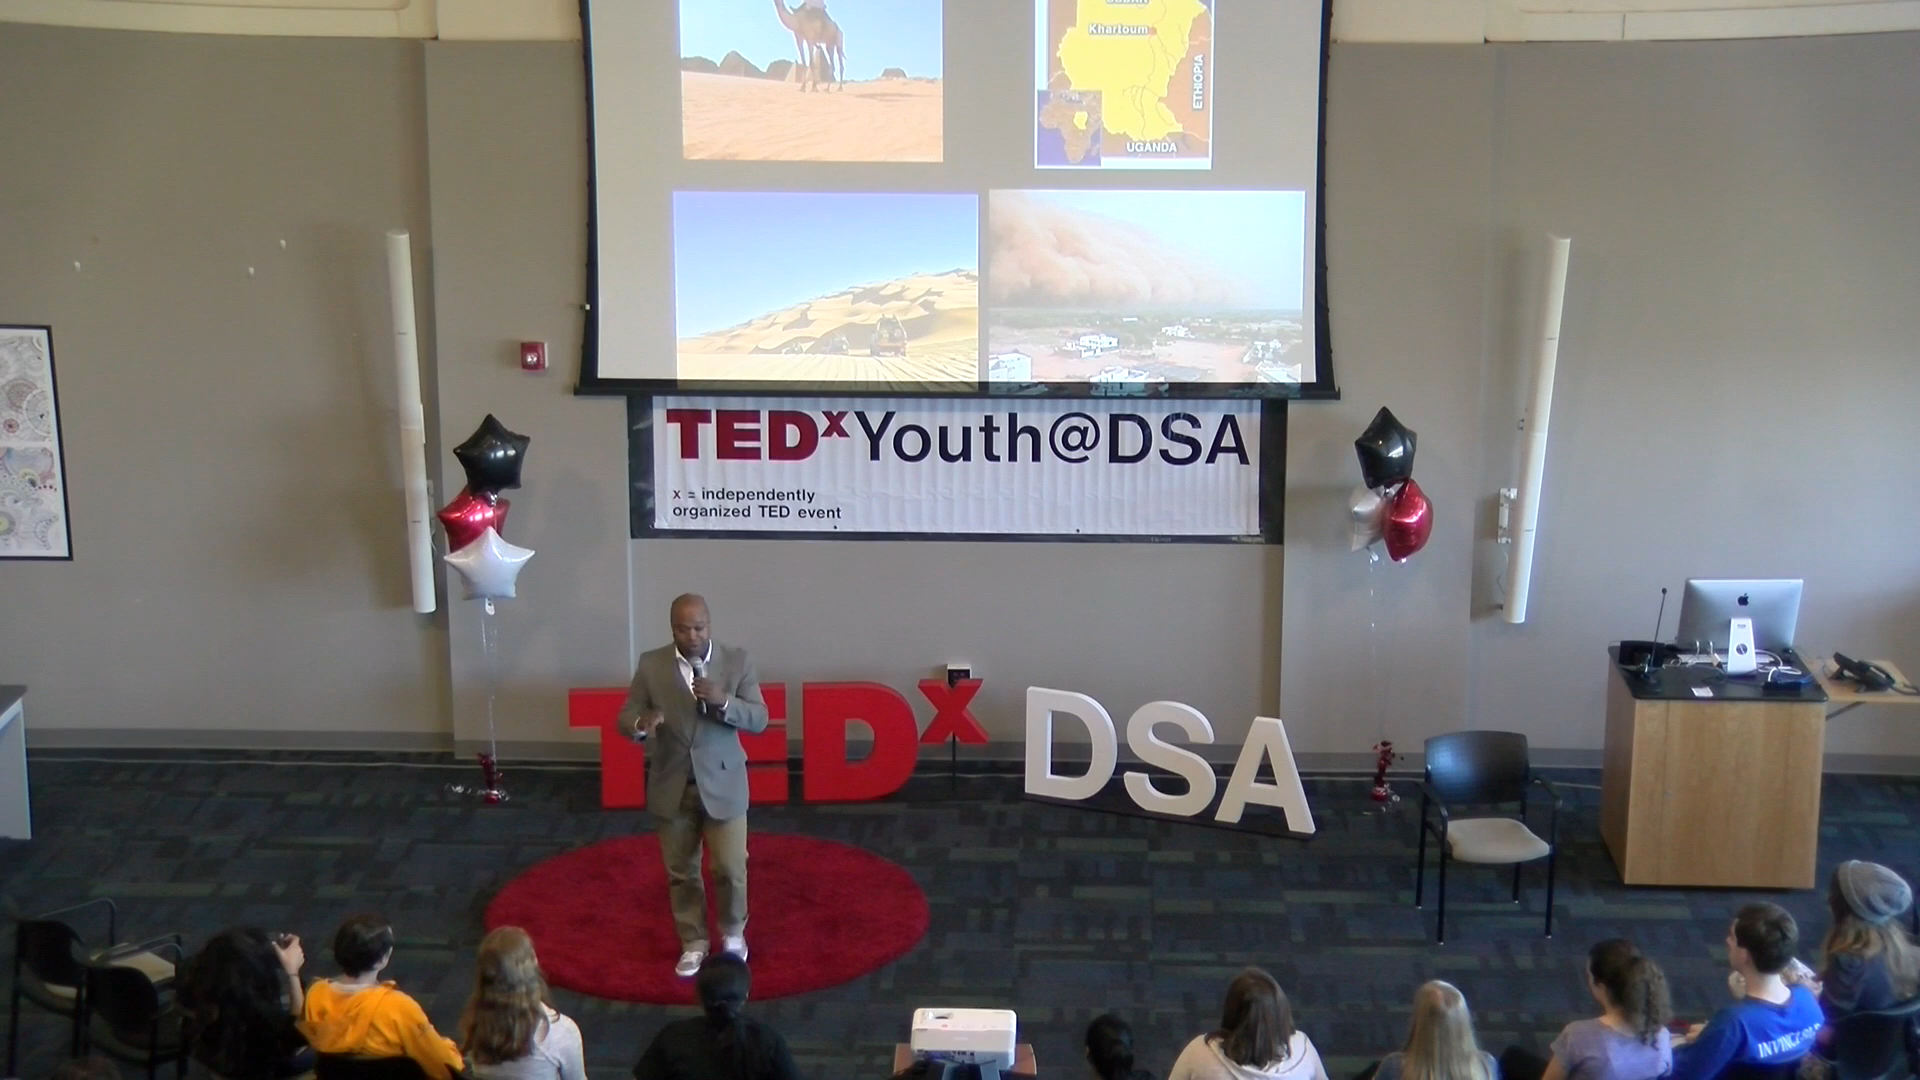 Khartoum
ETHIOPIA
UGANDA
TEDxYouth@DSA
x = independently
organized TED event
TEDx DSA